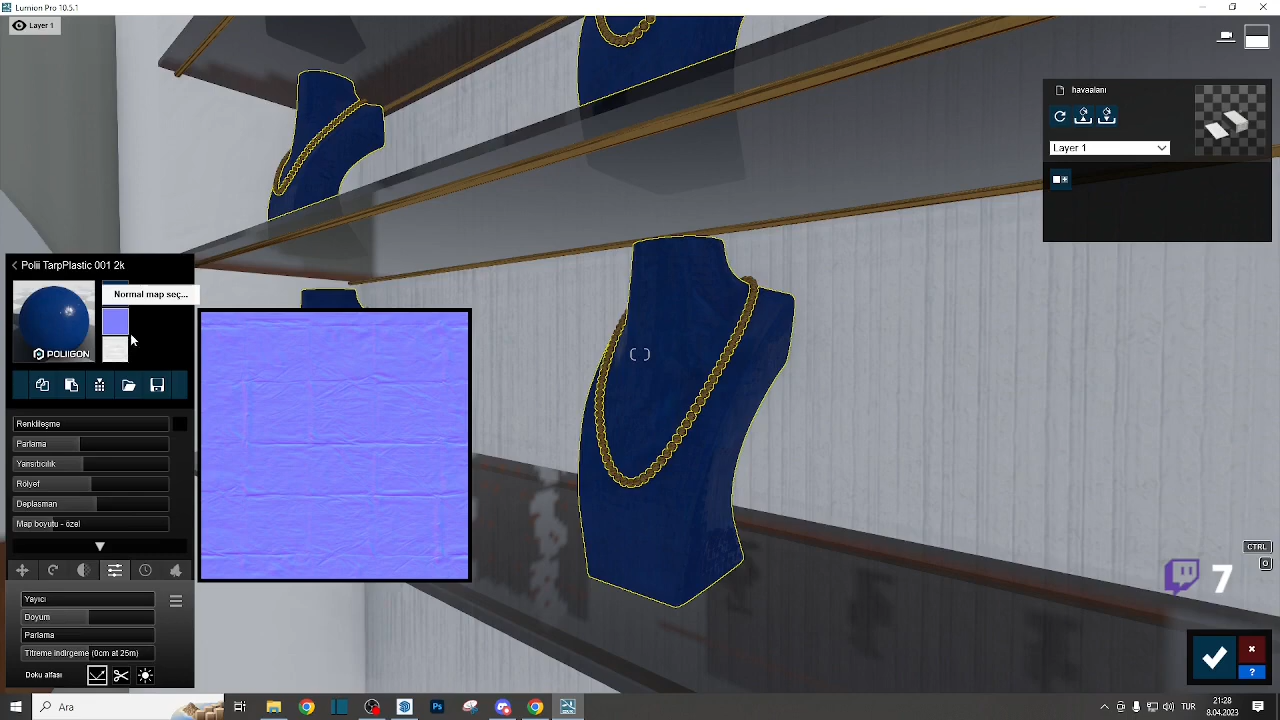 Lumion Pro 10.5.1
Layer 1
havaalanı
Layer 1
Polii TarpPlastic 001 2k
Normal map seç...
POLIIGON
Renklileşme
Parlama
Yansıtıcılık
Rölyef
Deplasman
Map boyutu - özel
Yayıcı
Doyum
Parlama
Titreme indirgeme (0cm at 25m)
Doku alfası
CTRL
O
7
?
Ara
Ps
TUR
21:28
8.04.2023